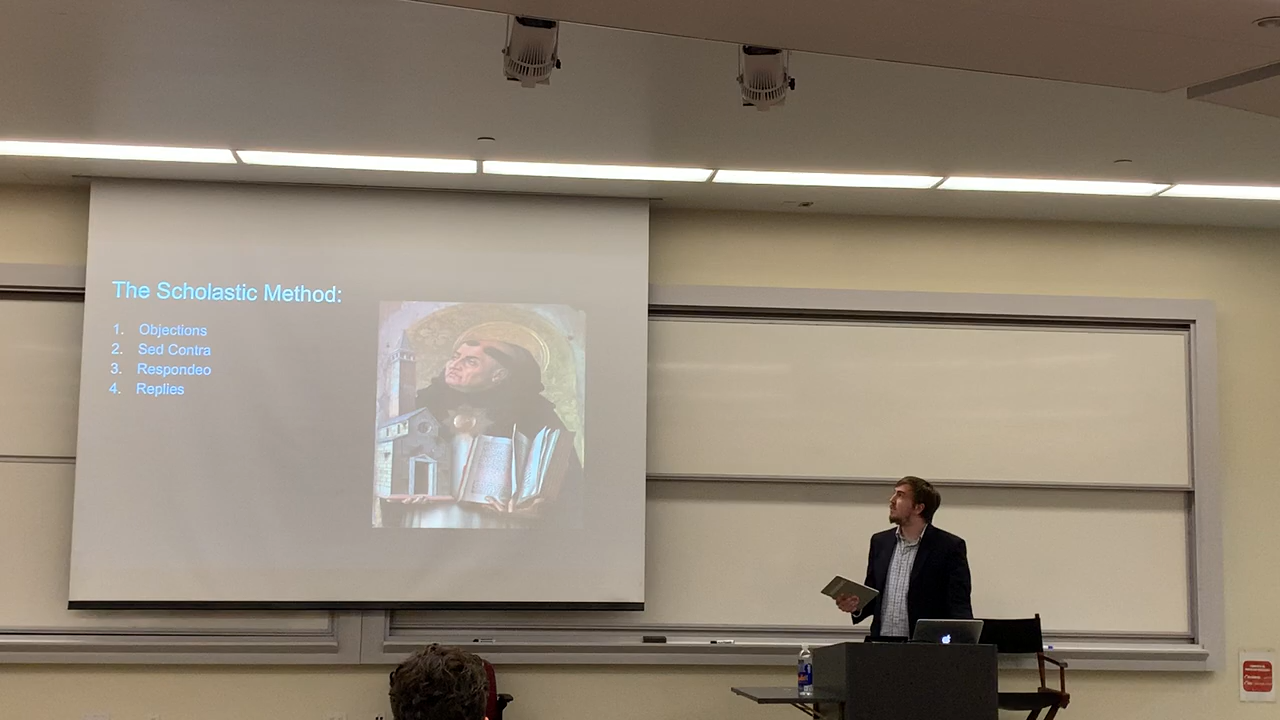 The Scholastic Method:
1. Objections
2. Sed Contra
3. Respondeo
4. Replies